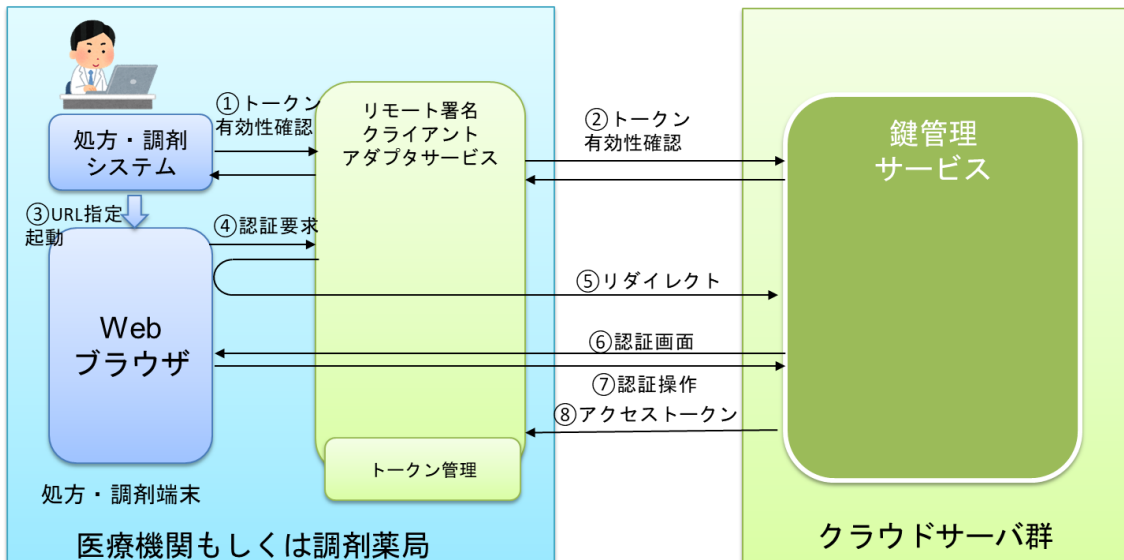 ①トークン
有効性確認
リモート署名
クライアント
アダプタサービス
②トークン
有効性確認
鍵管理
サービス
処方・調剤
システム
③URL指定
起動
④認証要求
⑤リダイレクト
Web
ブラウザ
⑥認証画面
⑦認証操作
⑧アクセストークン
トークン管理
処方・調剤端末
医療機関もしくは調剤薬局
クラウドサーバ群